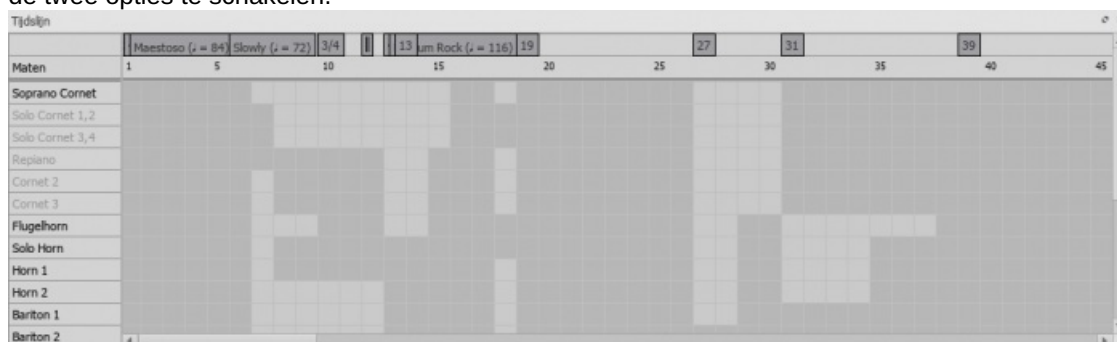 de twee opties te schakelen.
Tijdslijn
Maestoso (♩ = 84) Slowly (♩ = 72) 3/4 13 um Rock (♩ = 116) 19 27 31 39
Maten 1 5 10 15 20 25 30 35 40 45
Soprano Cornet
Solo Cornet 1,2
Solo Cornet 3,4
Repiano
Cornet 2
Cornet 3
Flugelhorn
Solo Horn
Horn 1
Horn 2
Bariton 1
Bariton 2